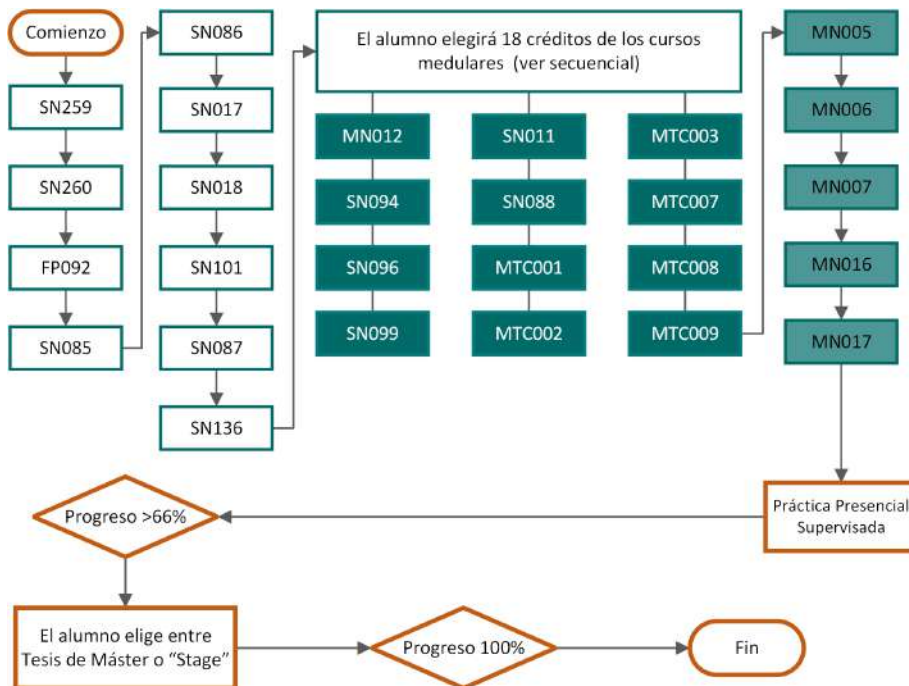 Comienzo
SN259
SN260
FP092
SN085
SN086
SN017
SN018
SN101
SN087
SN136
El alumno elegirá 18 créditos de los cursos
medulares (ver secuencial)
MN012
SN094
SN096
SN099
SN011
SN088
MTC001
MTC002
MTC003
MTC007
MTC008
MTC009
MN005
MN006
MN007
MN016
MN017
Práctica Presencial
Supervisada
Progreso >66%
El alumno elige entre
Tesis de Máster o “Stage”
Progreso 100%
Fin